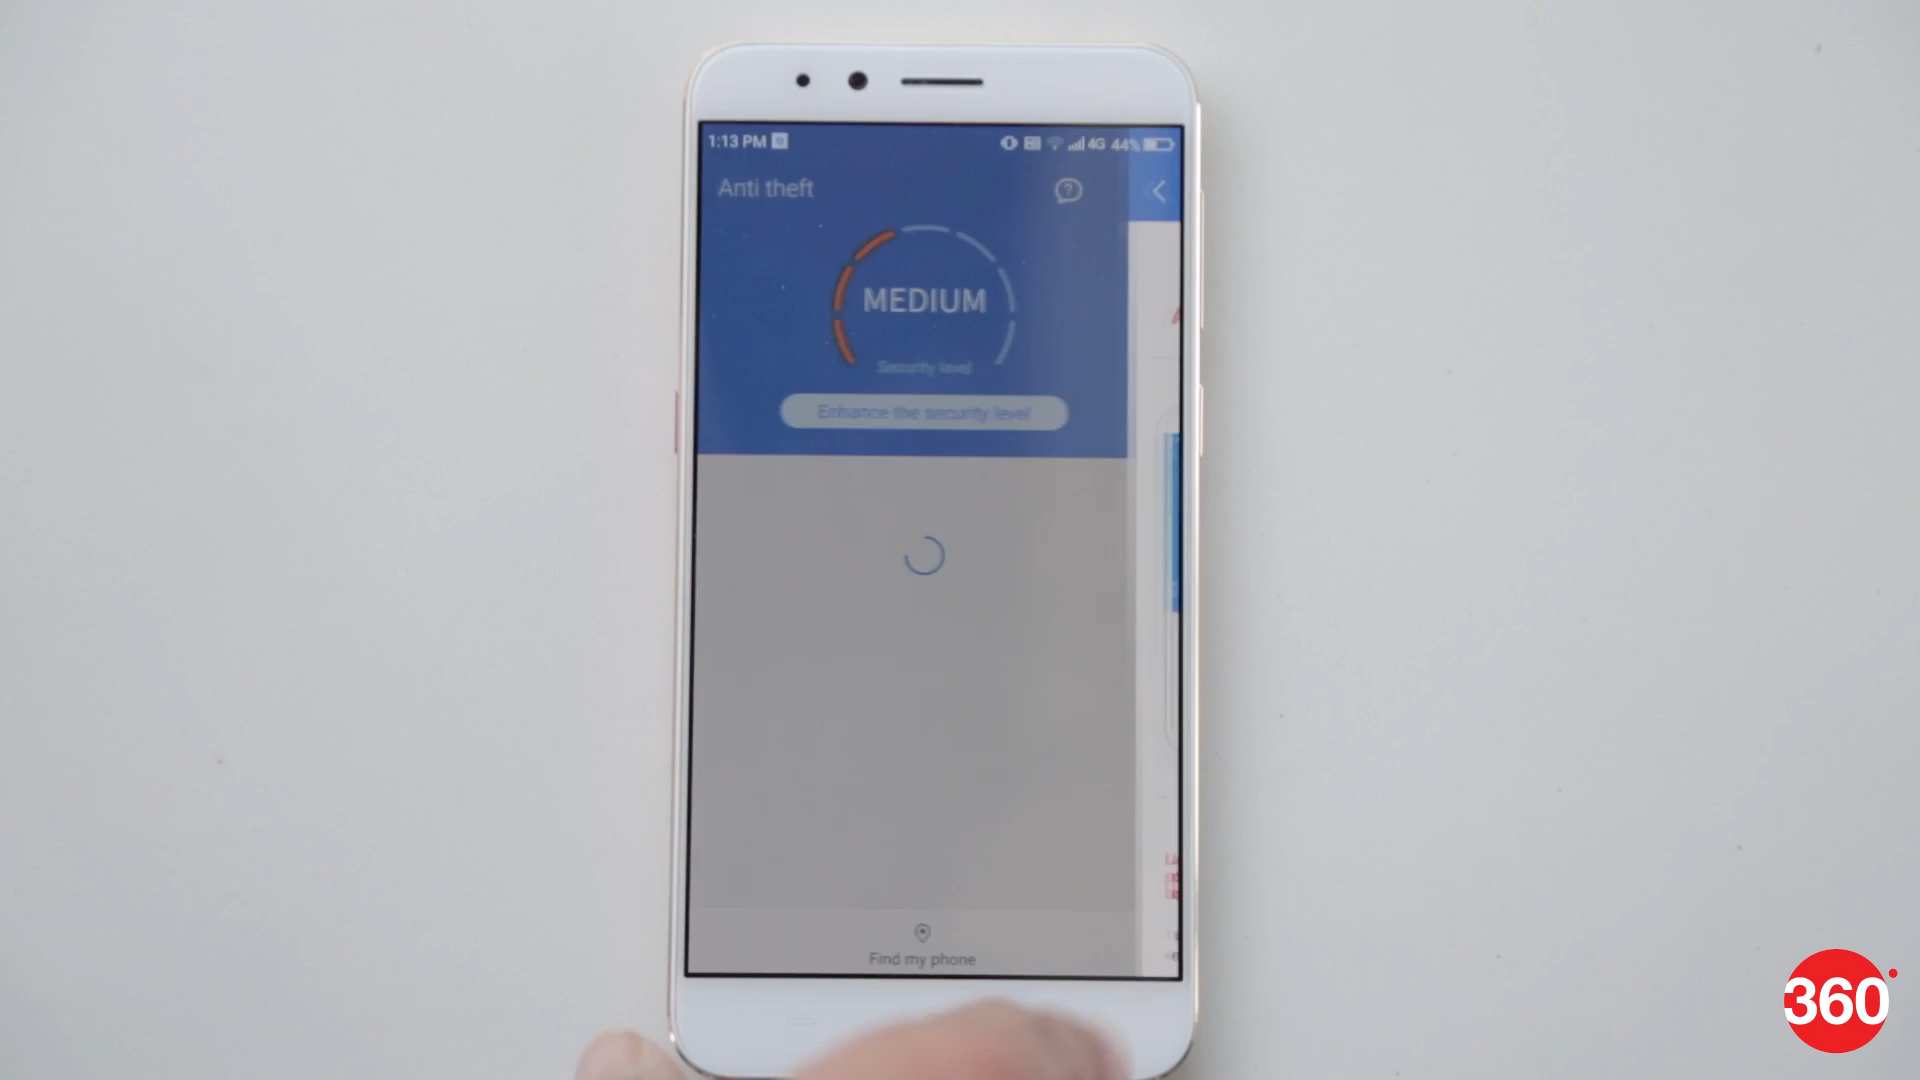 1:13 PM
4G 44%
Anti theft
MEDIUM
Security level
Enhance the security level
Find my phone
360